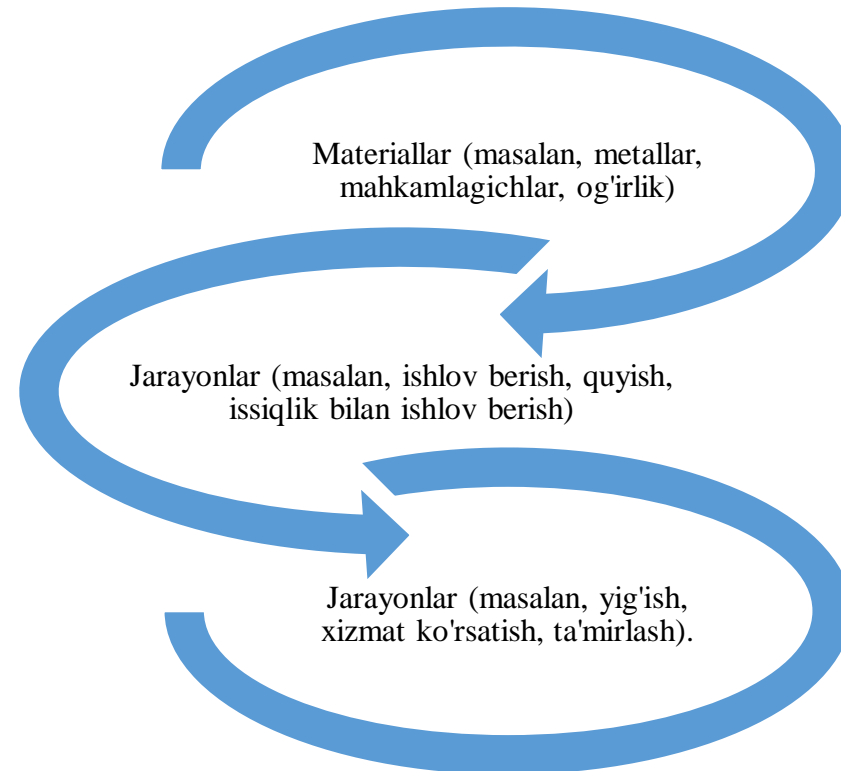 Materiallar (masalan, metallar,
mahkamlagichlar, og'irlik)
Jarayonlar (masalan, ishlov berish, quyish,
issiqlik bilan ishlov berish)
Jarayonlar (masalan, yig'ish,
xizmat ko'rsatish, ta'mirlash).